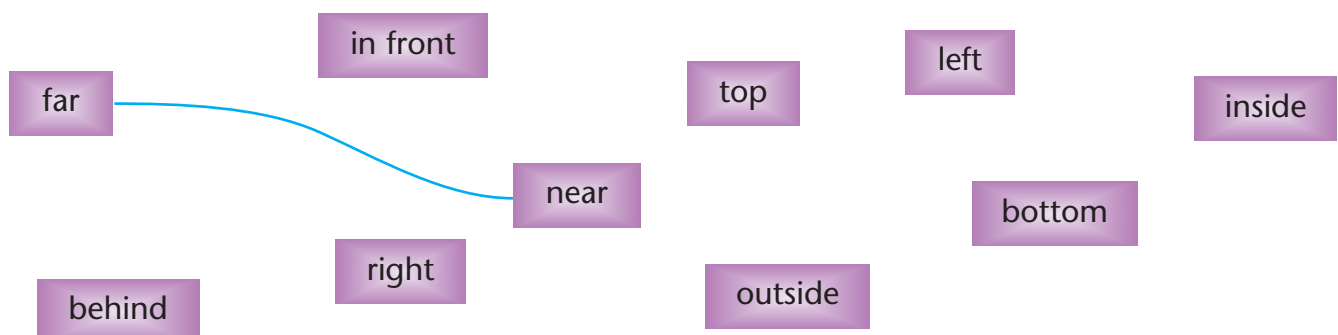 in front
left
far
top
inside
near
bottom
right
outside
behind